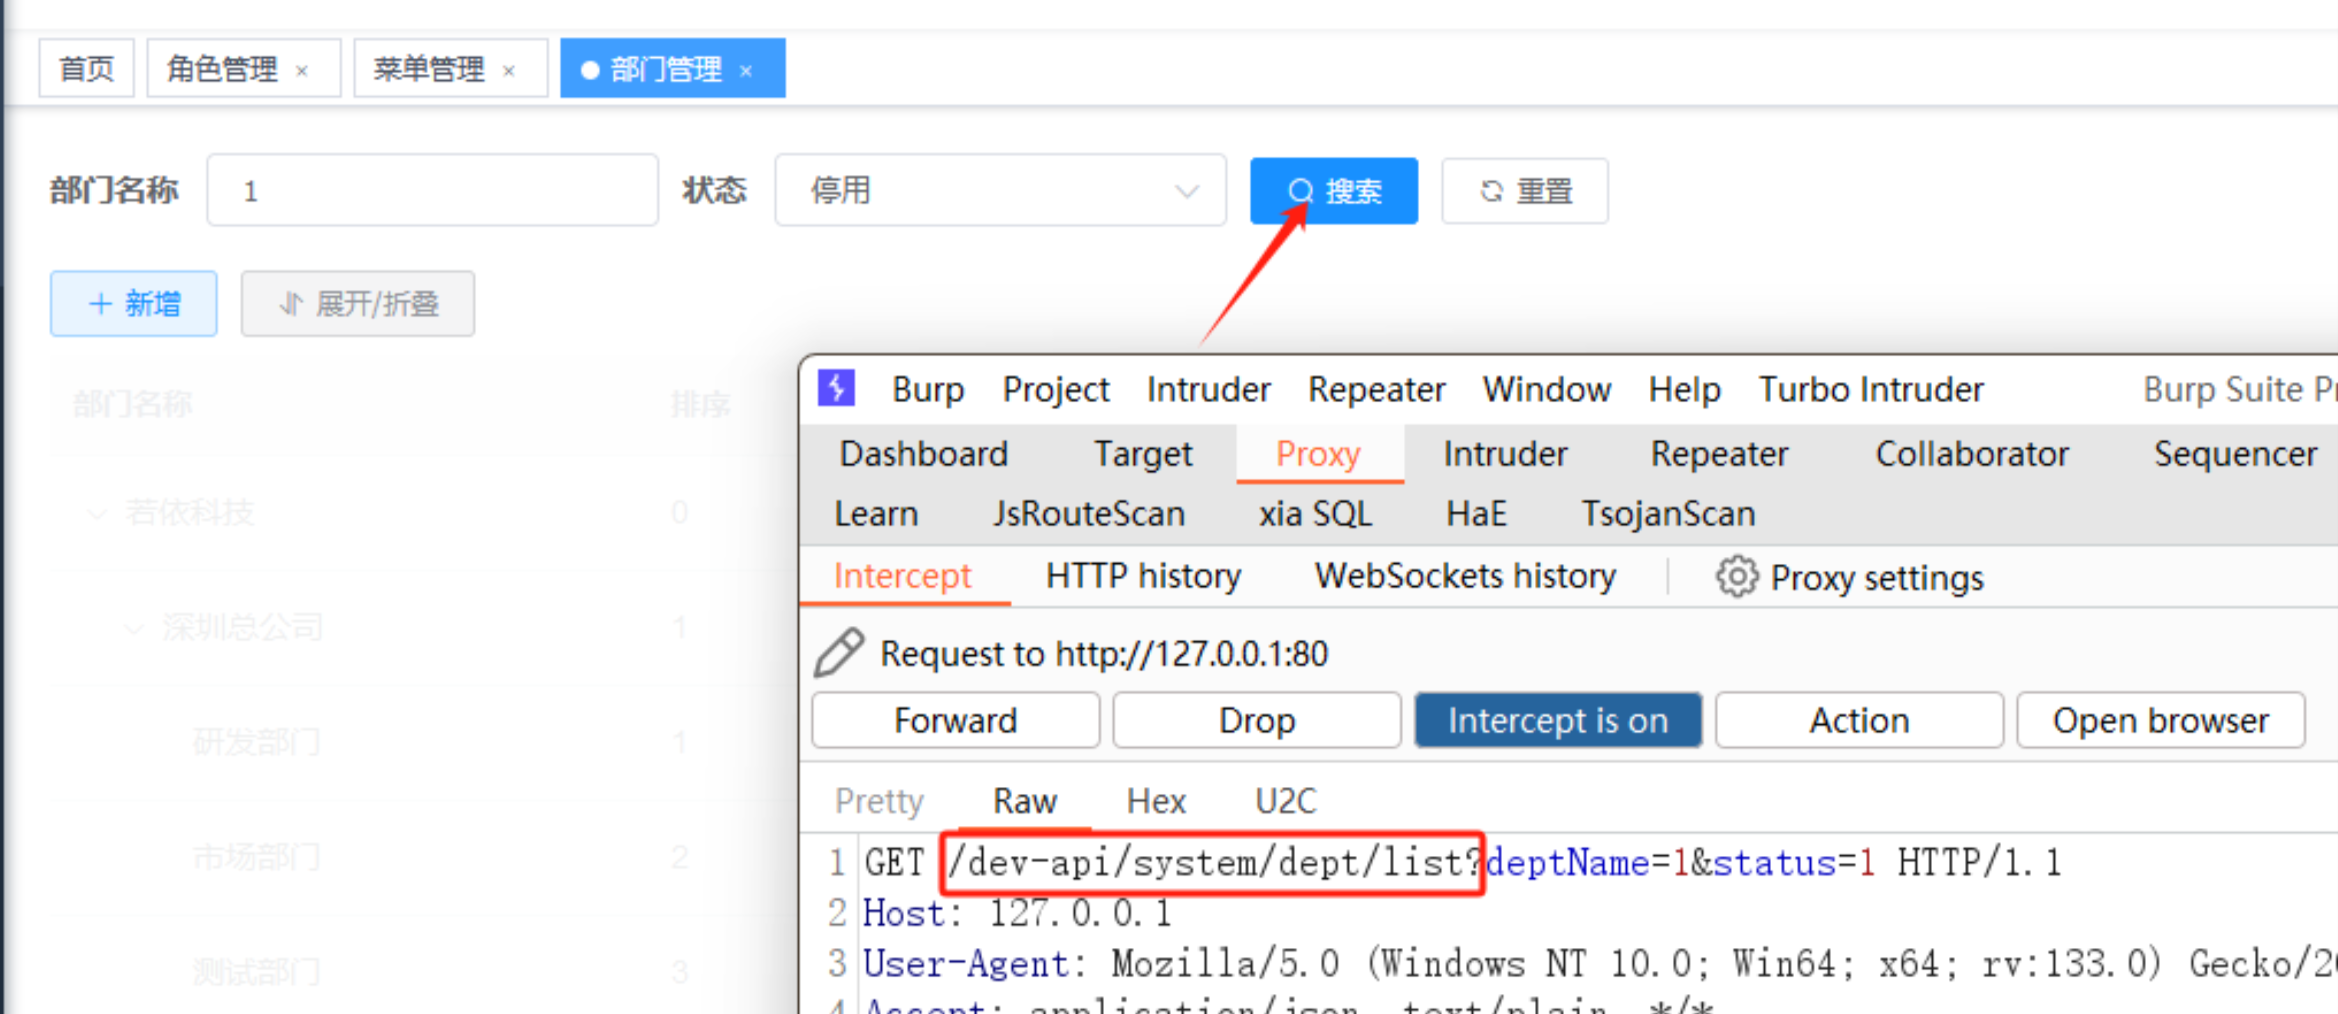 首页 角色管理 × 菜单管理 × 部门管理 ×
部门名称 1 状态 停用 搜索 重置
+ 新增 展开/折叠
部门名称 排序
若依科技 0
深圳总公司 1
研发部门 1
市场部门 2
测试部门 3
Burp Project Intruder Repeater Window Help Turbo Intruder Burp Suite Pr
Dashboard Target Proxy Intruder Repeater Collaborator Sequencer
Learn JsRouteScan xia SQL HaE TsojanScan
Intercept HTTP history WebSockets history Proxy settings
Request to http://127.0.0.1:80
Forward Drop Intercept is on Action Open browser
Pretty Raw Hex U2C
1 GET /dev-api/system/dept/list?deptName=1&status=1 HTTP/1.1
2 Host: 127.0.0.1
3 User-Agent: Mozilla/5.0 (Windows NT 10.0; Win64; x64; rv:133.0) Gecko/20
4 Accept: application/json, text/plain, */*